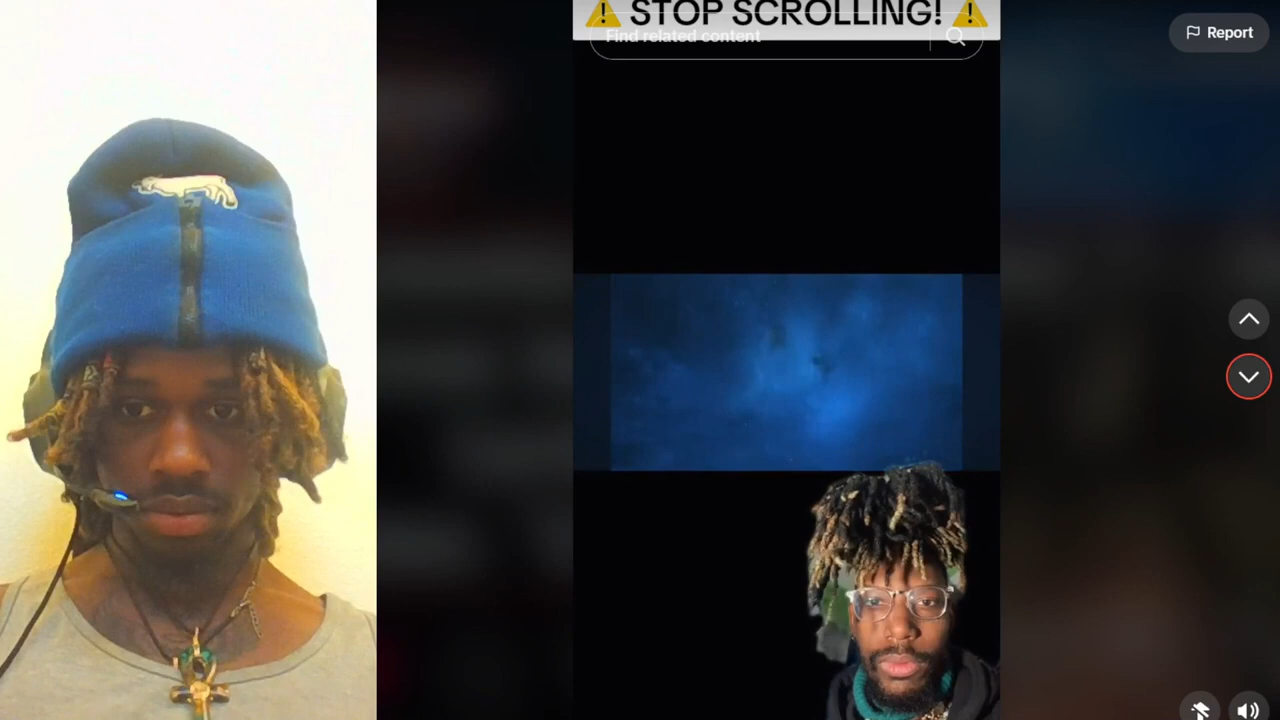 ⚠️ STOP SCROLLING! ⚠️
Find related content
Report